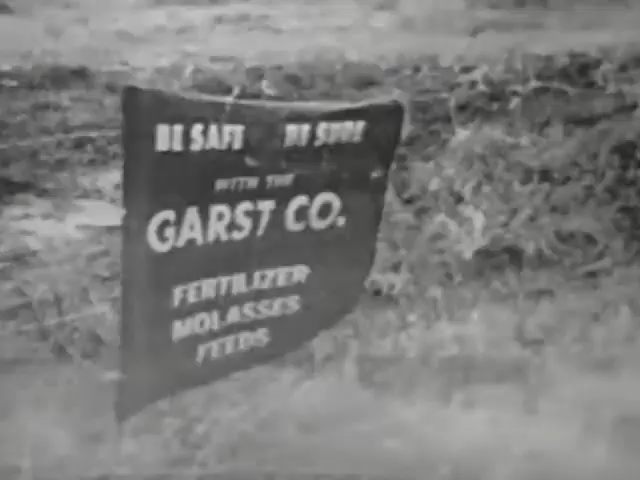 BE SAFE BE SURE
WITH THE
GARST CO.
FERTILIZER
MOLASSES
FEEDS